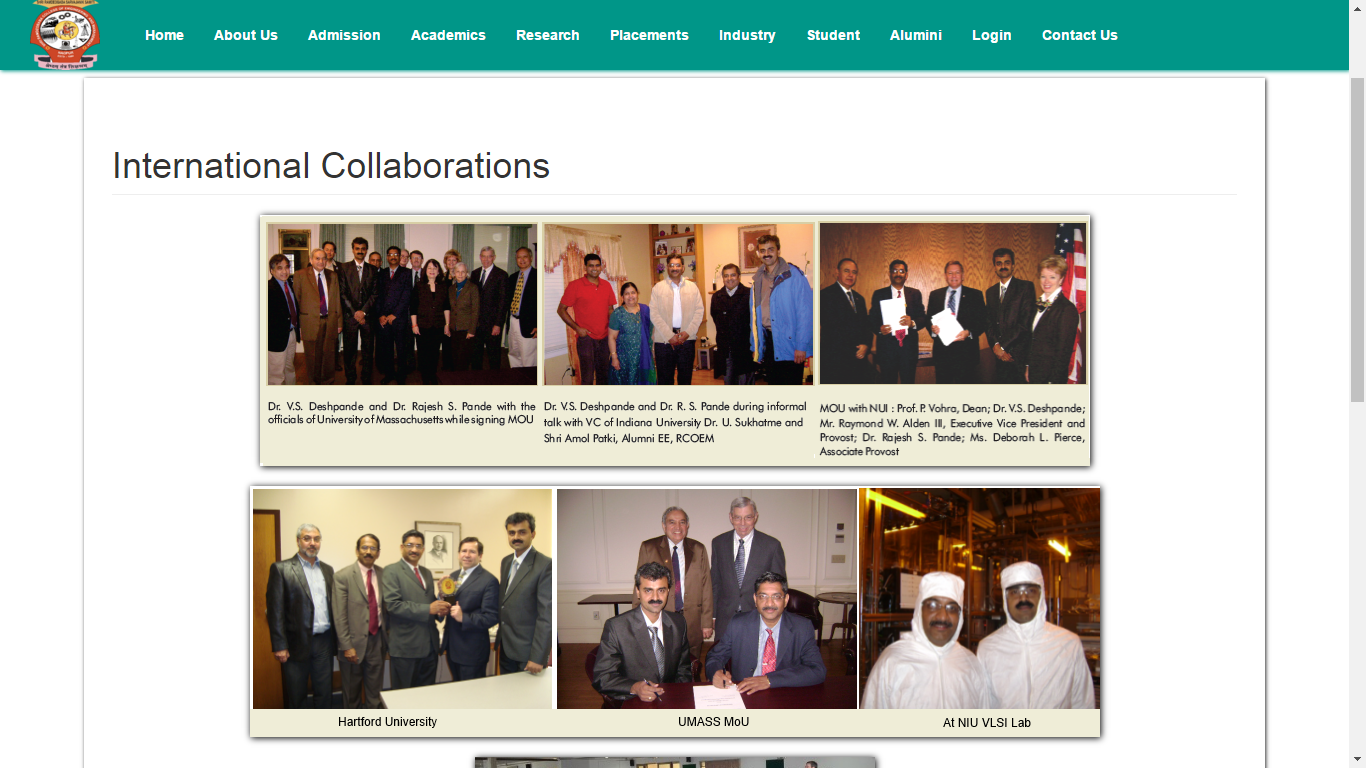 Home About Us Admission Academics Research Placements Industry Student Alumini Login Contact Us
International Collaborations
Dr. V.S. Deshpande and Dr. Rajesh S. Pande with the
officials of University of Massachusetts while signing MOU
Dr. V.S. Deshpande and Dr. R. S. Pande during informal
talk with VC of Indiana University Dr. U. Sukhatme and
Shri Amol Patki, Alumni EE, RCOEM
MOU with NUI : Prof. P. Vohra, Dean; Dr. V.S. Deshpande;
Mr. Raymond W. Alden III, Executive Vice President and
Provost; Dr. Rajesh S. Pande; Ms. Deborah L. Pierce,
Associate Provost
Hartford University
UMASS MoU
At NIU VLSI Lab